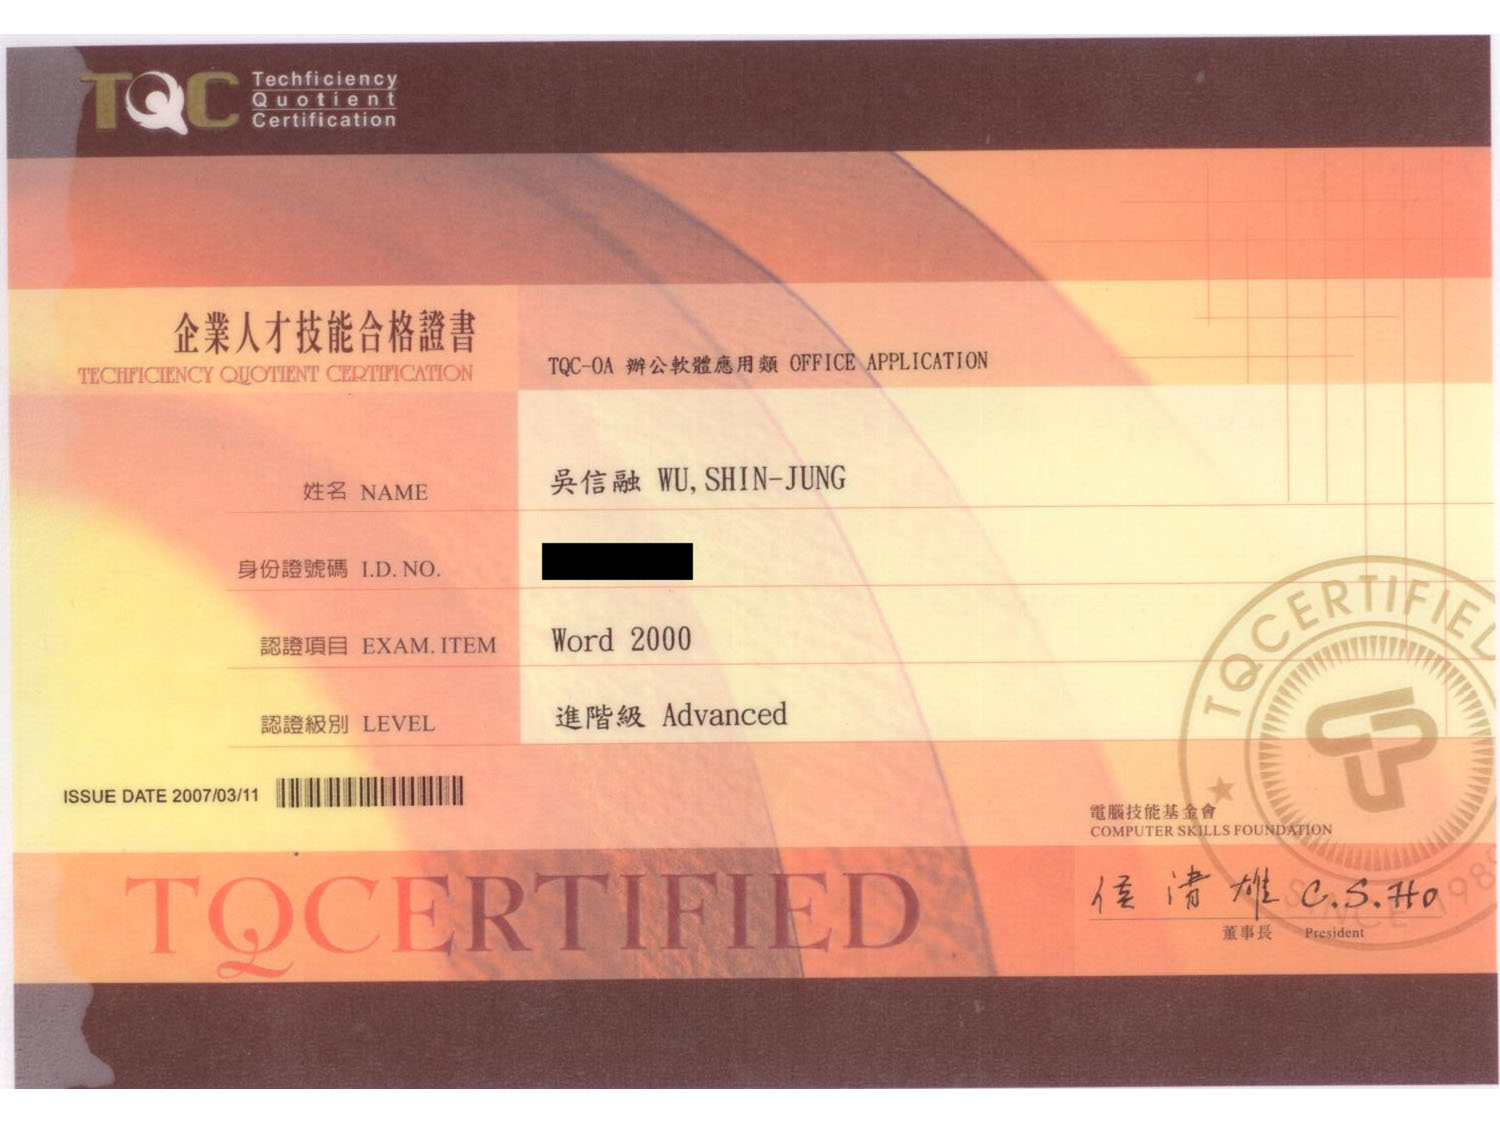 TQC Techficiency
Quotient
Certification
企業人才技能合格證書
TECHFICIENCY QUOTIENT CERTIFICATION
TQC-OA 辦公軟體應用類 OFFICE APPLICATION
姓名 NAME 吳信融 WU,SHIN-JUNG
身份證號碼 I.D. NO.
認證項目 EXAM. ITEM Word 2000
認證級別 LEVEL 進階級 Advanced
ISSUE DATE 2007/03/11
TQCERTIFIED
電腦技能基金會
COMPUTER SKILLS FOUNDATION
侯清雄 C.S.Ho
董事長 President
TQCERTIFIED
SINCE 198
TQCERTIFIED